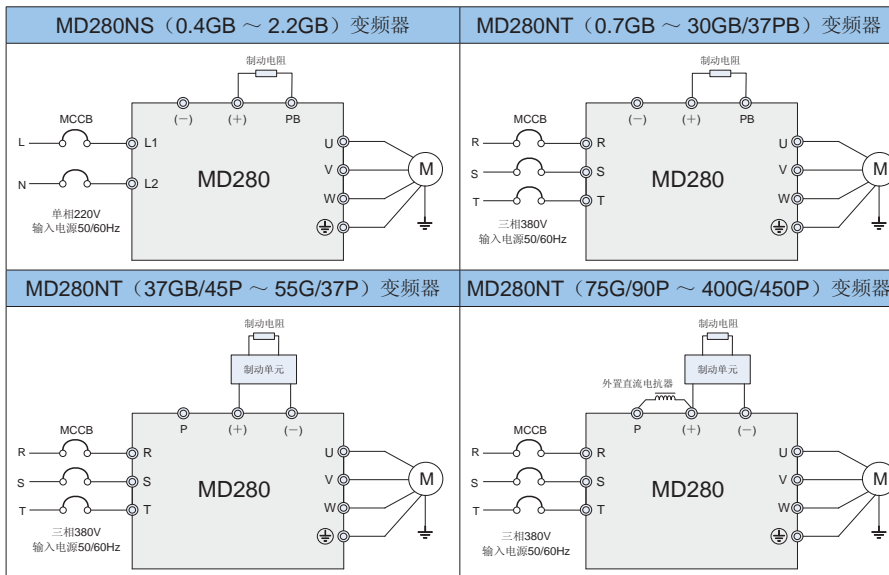 MD280NS（0.4GB ～ 2.2GB）变频器
制动电阻
MCCB
(－)
(＋)
PB
L
L1
U
V
N
L2
MD280
W
M
单相220V
输入电源50/60Hz
MD280NT（0.7GB ～ 30GB/37PB）变频器
制动电阻
MCCB
(－)
(＋)
PB
R
R
U
S
S
V
MD280
M
T
T
W
三相380V
输入电源50/60Hz
MD280NT（37GB/45P ～ 55G/37P）变频器
制动电阻
制动单元
MCCB
P
(＋)
(－)
R
R
U
S
S
V
MD280
M
T
T
W
三相380V
输入电源50/60Hz
MD280NT（75G/90P ～ 400G/450P）变频器
制动电阻
制动单元
外置直流电抗器
MCCB
P
(＋)
(－)
R
R
U
S
S
V
MD280
M
T
T
W
三相380V
输入电源50/60Hz